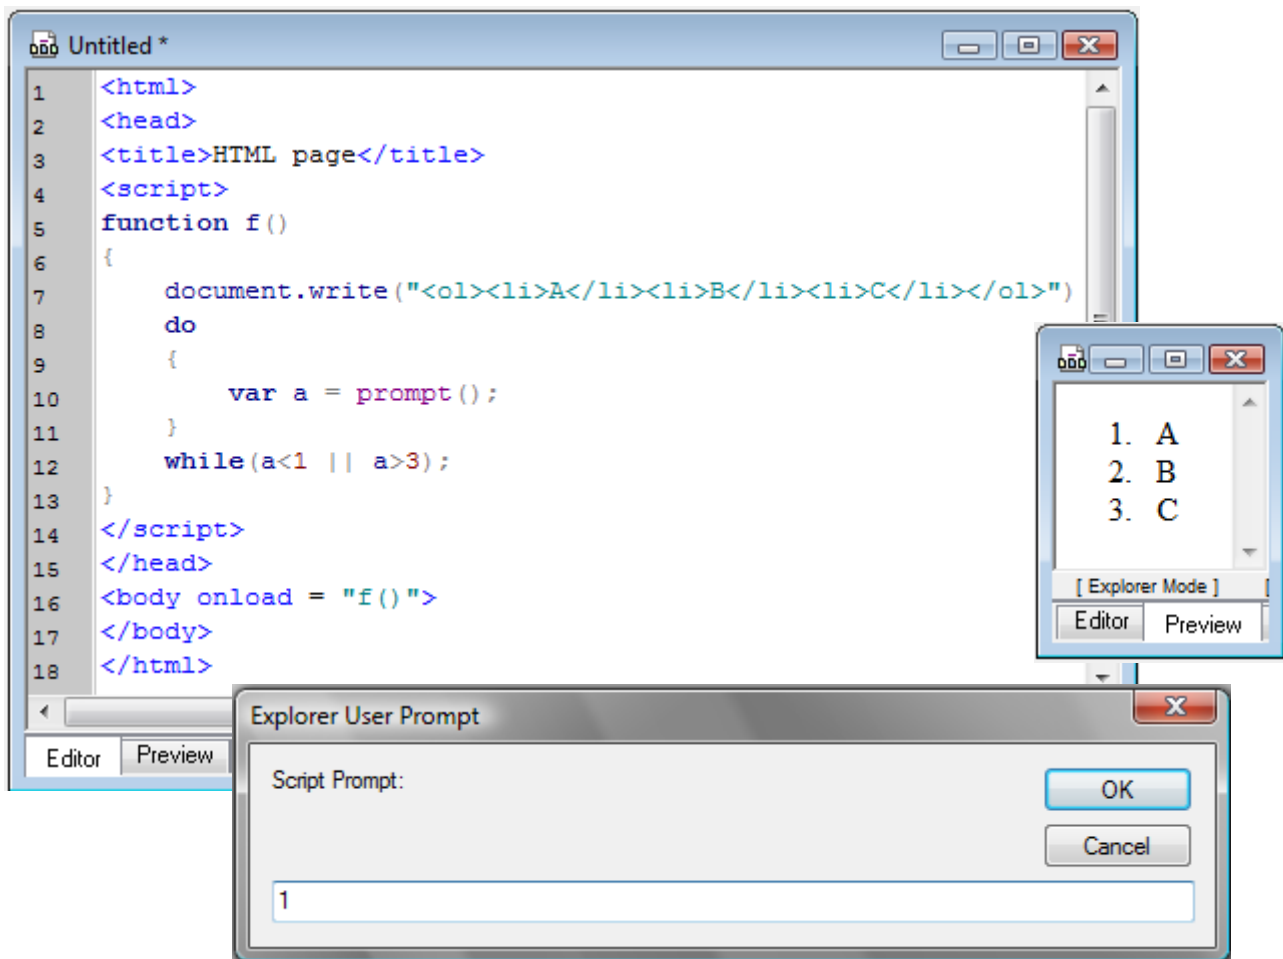 Untitled *
1 <html>
2 <head>
3 <title>HTML page</title>
4 <script>
5 function f()
6 {
7 document.write("<ol><li>A</li><li>B</li><li>C</li></ol>")
8 do
9 {
10 var a = prompt();
11 }
12 while(a<1 || a>3);
13 }
14 </script>
15 </head>
16 <body onload = "f()">
17 </body>
18 </html>
Editor Preview
1. A
2. B
3. C
[ Explorer Mode ] [
Editor Preview
Explorer User Prompt
Script Prompt:
OK
Cancel
1